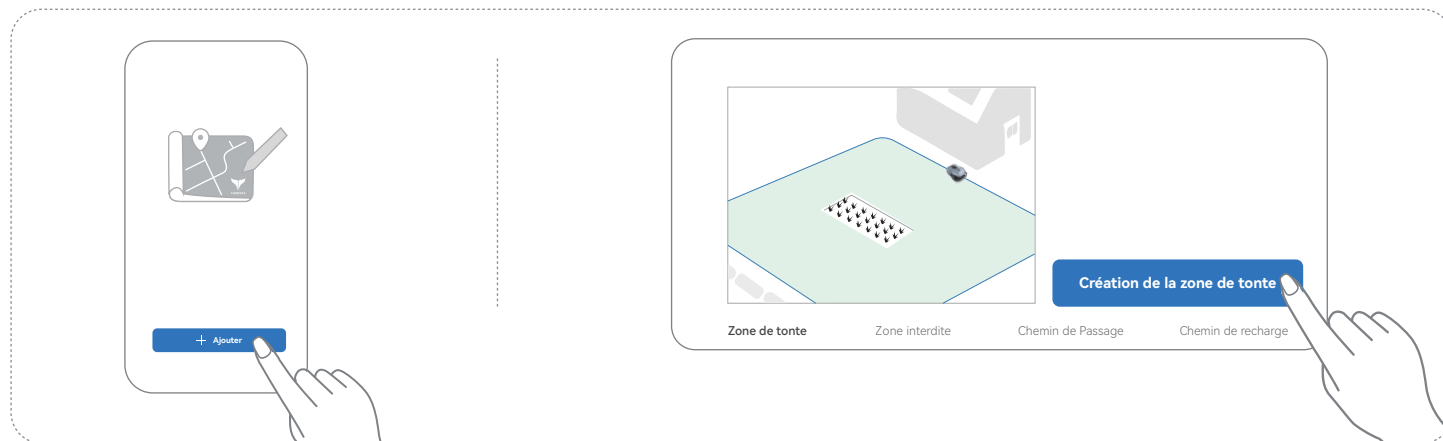 Ajouter
Création de la zone de tonte
Zone de tonte
Zone interdite
Chemin de Passage
Chemin de recharge